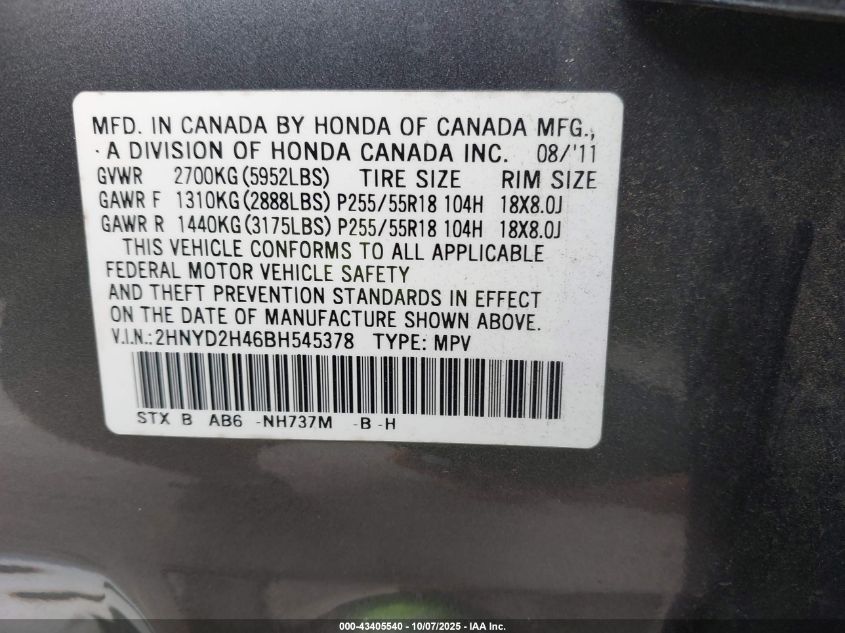 MFD. IN CANADA BY HONDA OF CANADA MFG.,
A DIVISION OF HONDA CANADA INC. 08/'11
GVWR 2700KG(5952LBS) TIRE SIZE RIM SIZE
GAWR F 1310KG(2888LBS) P255/55R18 104H 18X8.0J
GAWR R 1440KG(3175LBS) P255/55R18 104H 18X8.0J
THIS VEHICLE CONFORMS TO ALL APPLICABLE
FEDERAL MOTOR VEHICLE SAFETY
AND THEFT PREVENTION STANDARDS IN EFFECT
ON THE DATE OF MANUFACTURE SHOWN ABOVE.
V.I.N.:2HNYD2H46BH545378 TYPE: MPV
STX B AB6 -NH737M -B -H
000-43405540 - 10/07/2025 - IAA Inc.